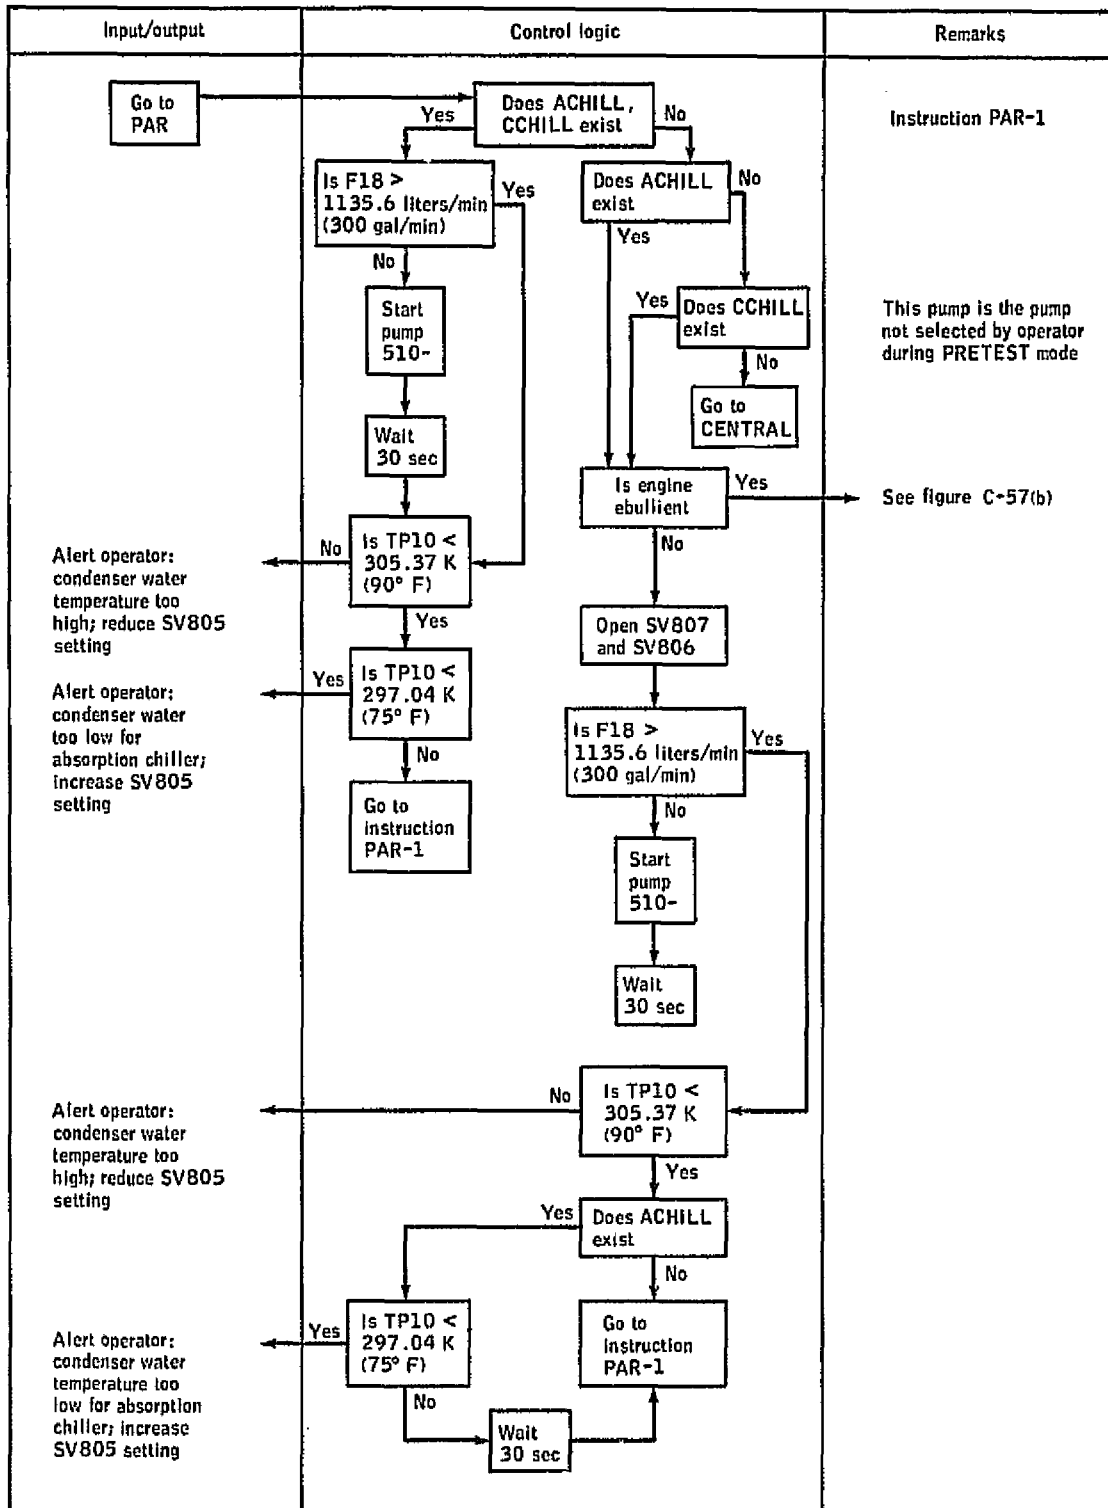 Input/output
Control logic
Remarks
Go to
PAR
Does ACHILL,
CCHILL exist
Instruction PAR-1
Yes
No
Is F18 >
1135.6 liters/min
(300 gal/min)
Yes
No
Does ACHILL
exist
No
Yes
Start
pump
510-
Yes
Does CCHILL
exist
No
This pump is the pump
not selected by operator
during PRETEST mode
Go to
CENTRAL
Wait
30 sec
Is engine
ebullient
Yes
See figure C-57(b)
No
Is TP10 <
305.37 K
(90° F)
No
Yes
Alert operator:
condenser water
temperature too
high; reduce SV805
setting
Open SV807
and SV806
Is TP10 <
297.04 K
(75° F)
Yes
No
Alert operator:
condenser water
too low for
absorption chiller;
increase SV805
setting
Is F18 >
1135.6 liters/min
(300 gal/min)
Yes
No
Go to
instruction
PAR-1
Start
pump
510-
Wait
30 sec
Is TP10 <
305.37 K
(90° F)
No
Yes
Alert operator:
condenser water
temperature too
high; reduce SV805
setting
Does ACHILL
exist
Yes
No
Is TP10 <
297.04 K
(75° F)
Yes
No
Go to
instruction
PAR-1
Alert operator:
condenser water
temperature too
low for absorption
chiller; increase
SV805 setting
Wait
30 sec